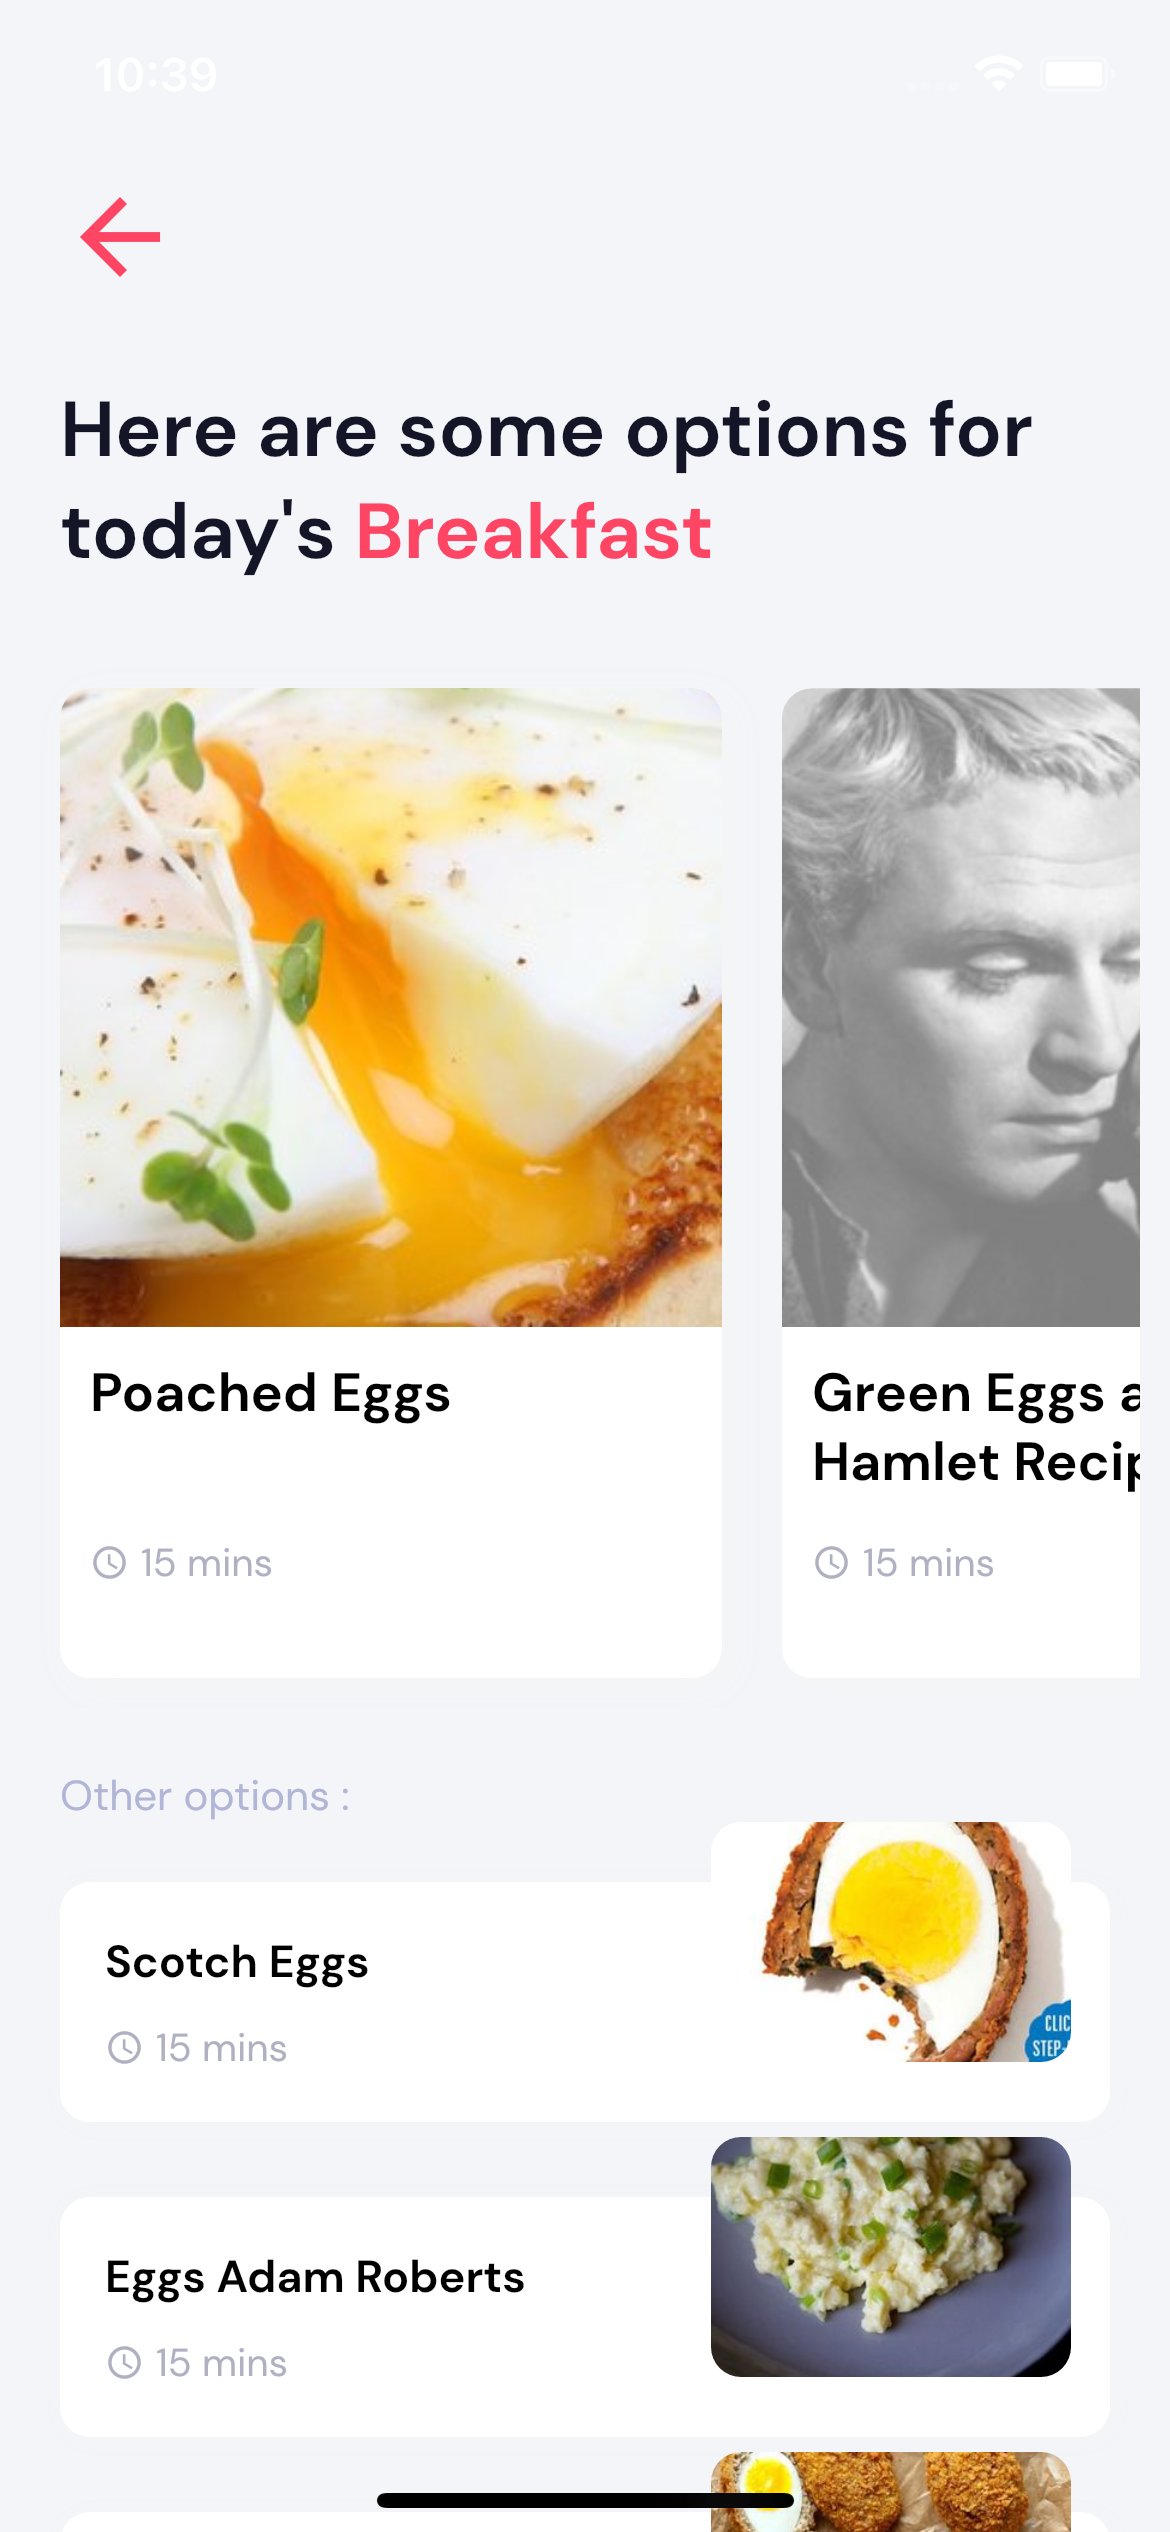 10:39
Here are some options for
today's Breakfast
Poached Eggs
15 mins
Green Eggs a
Hamlet Recip
15 mins
Other options :
CLIC
STEP-
Scotch Eggs
15 mins
Eggs Adam Roberts
15 mins